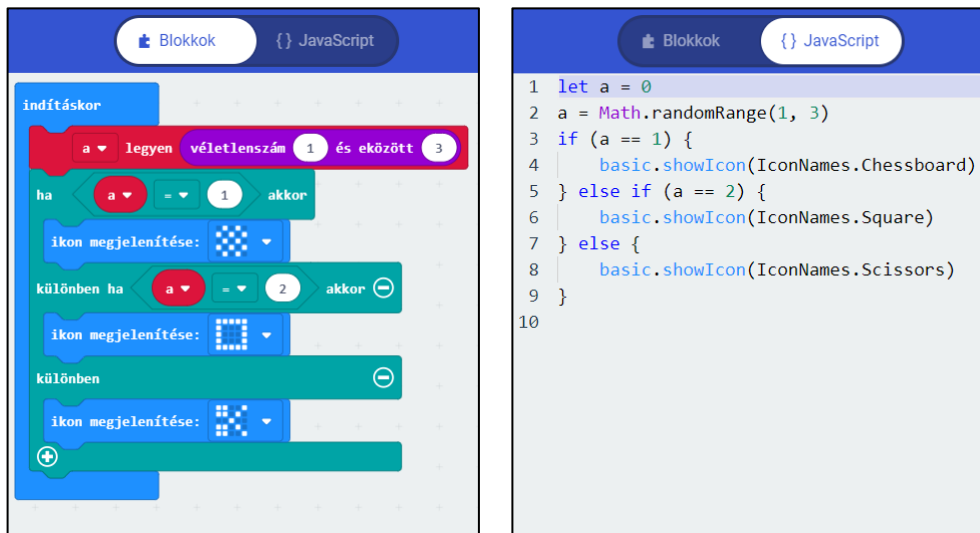 Blokkok {} JavaScript
indításkor
a legyen véletlenszám 1 és eközött 3
ha a = 1 akkor
ikon megjelenítése:
különben ha a = 2 akkor
ikon megjelenítése:
különben
ikon megjelenítése:
Blokkok {} JavaScript
1 let a = 0
2 a = Math.randomRange(1, 3)
3 if (a == 1) {
4     basic.showIcon(IconNames.Chessboard)
5 } else if (a == 2) {
6     basic.showIcon(IconNames.Square)
7 } else {
8     basic.showIcon(IconNames.Scissors)
9 }
10